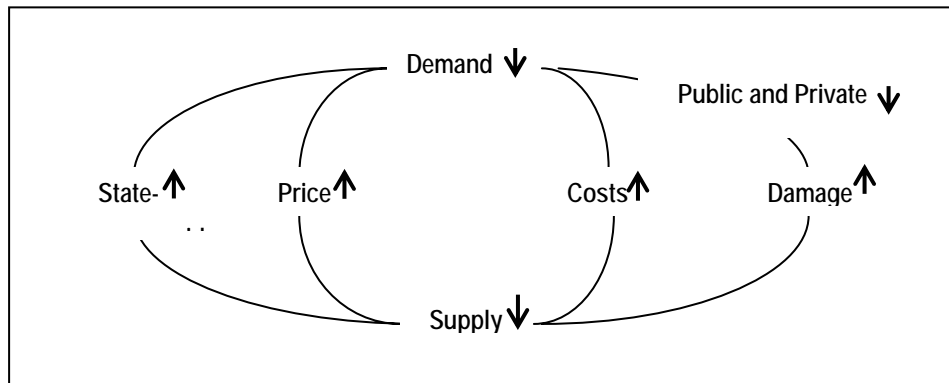 Demand
Public and Private
State-
Price
Costs
Damage
Supply